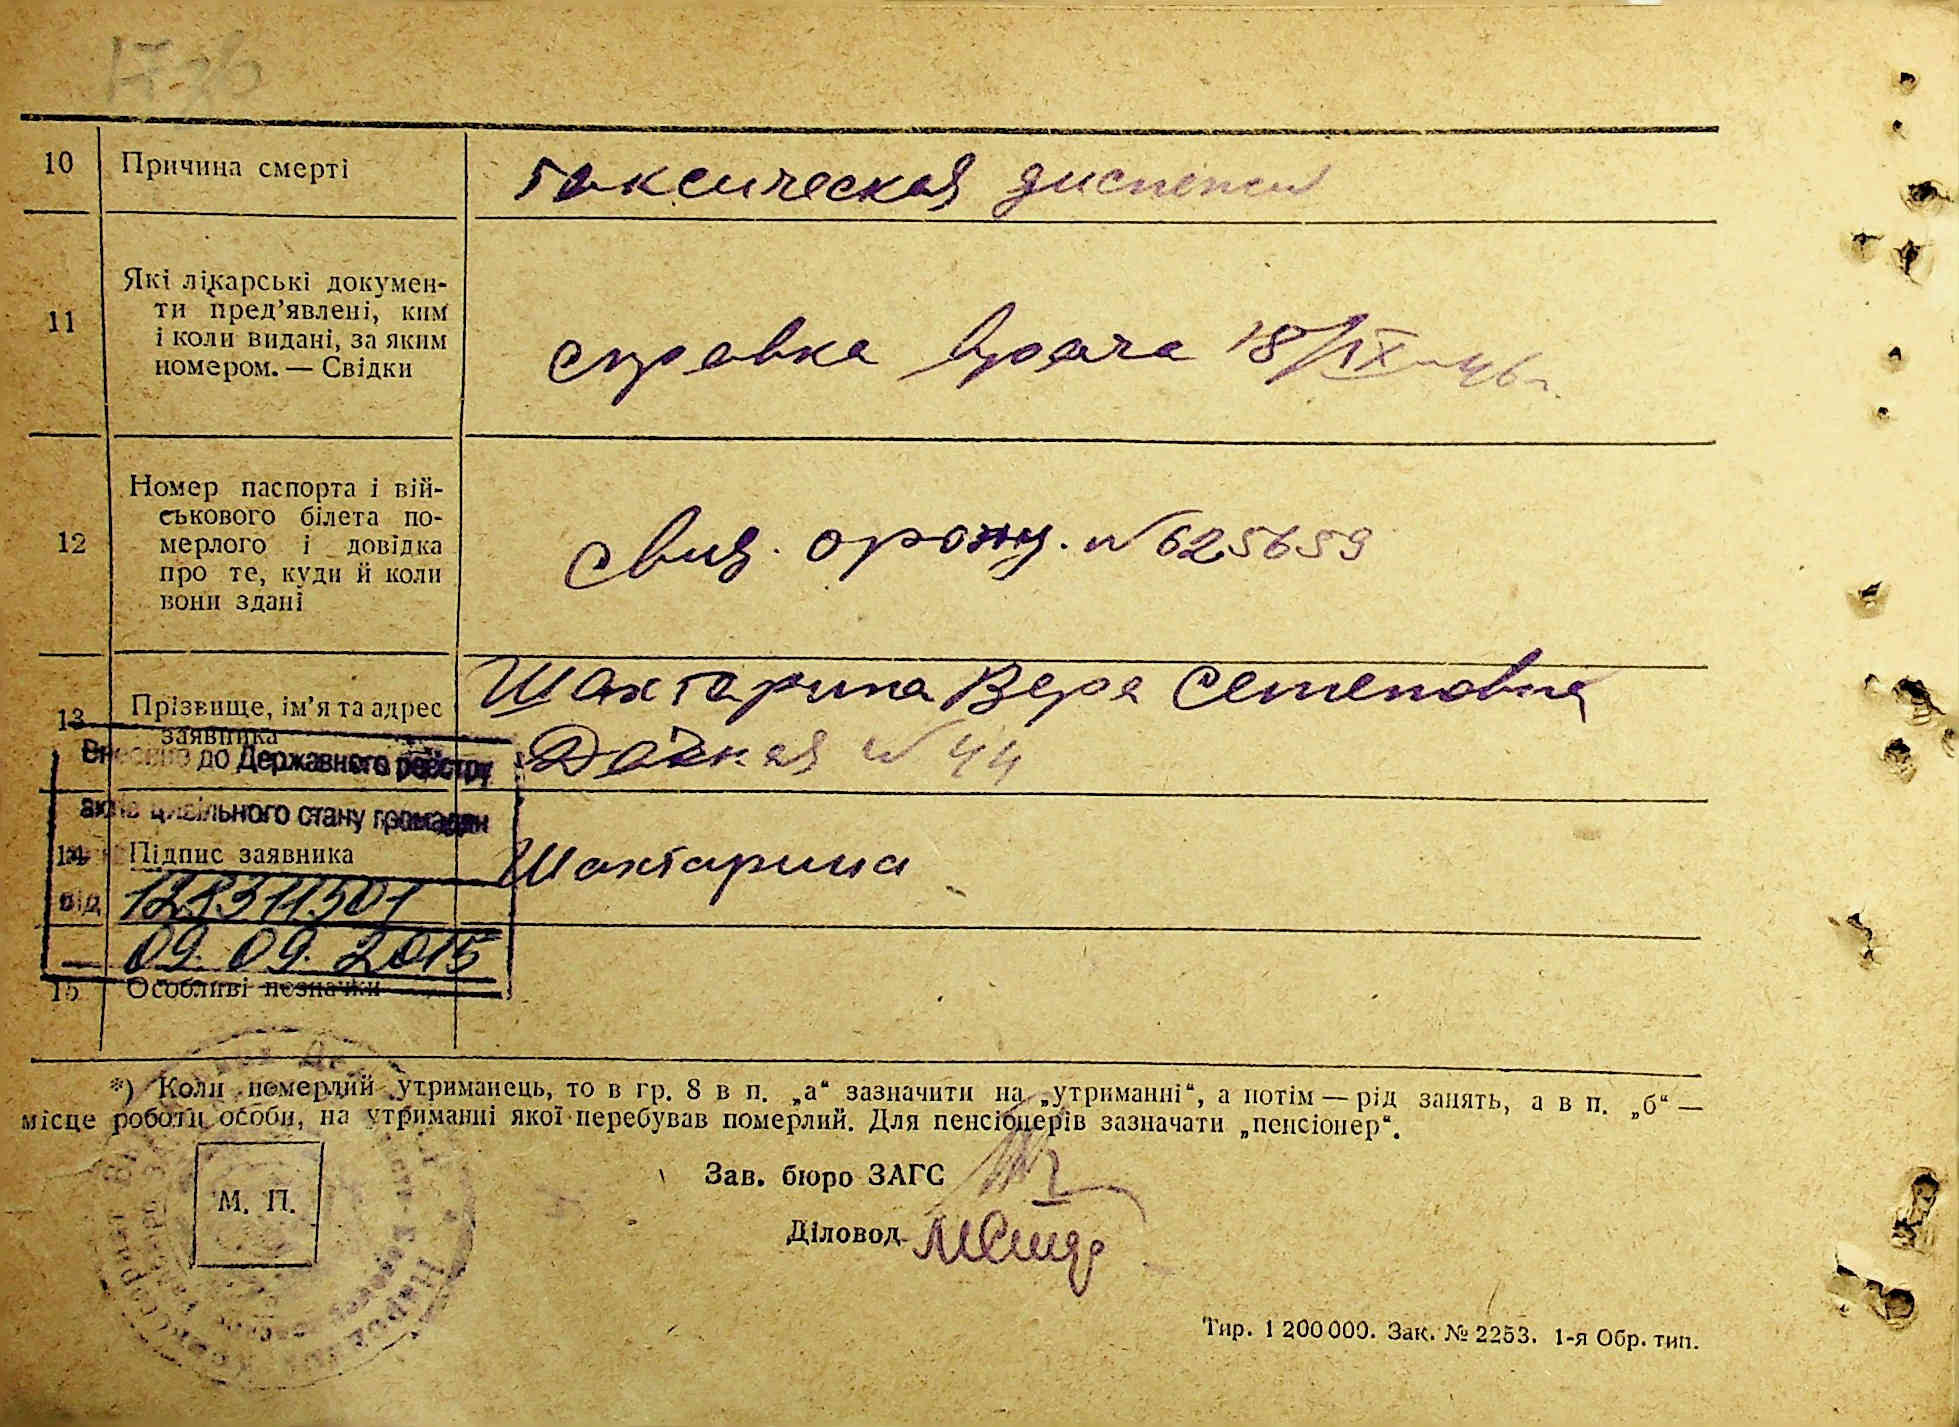 10 Причина смерті токсическая диспепсия
11 Які лікарські докумен-
ти пред’явлені, ким
і коли видані, за яким
номером. — Свідки
справка врача 18/IX-46г
12 Номер паспорта і вій-
ськового білета по-
мерлого і довідка
про те, куди й коли
вони здані
свид. о рожд. №625659
13 Прізвище, ім’я та адрес
заявника
Шахтарина Вера Семеновна
Дачная №44
Внесено до Державного реєстру
актів цивільного стану громадян
14 Підпис заявника Шахтарина
від 128311501
09.09.2015
15 Особливі позначки
*) Коли померлий утриманець, то в гр. 8 в п. „а“ зазначити на „утриманні“, а потім — рід занять, а в п. „б“ —
місце роботи особи, на утриманні якої перебував померлий. Для пенсіонерів зазначати „пенсіонер“.
М. П.
Зав. бюро ЗАГС
Діловод
Тир. 1 200 000. Зак. № 2253. 1-я Обр. тип.